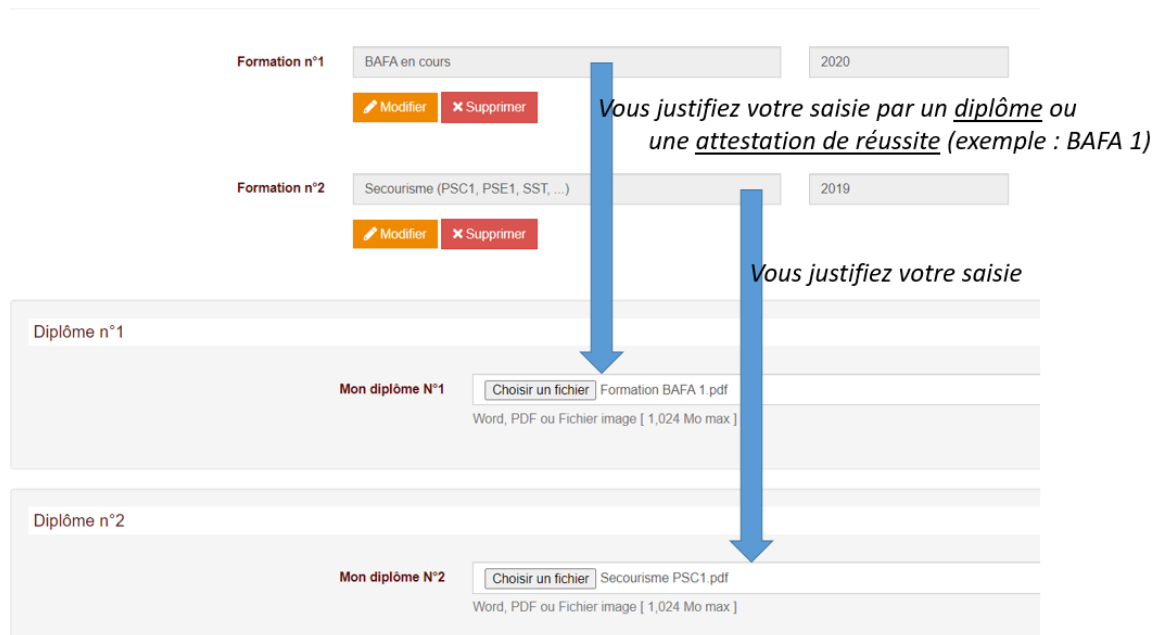 Formation n°1 BAFA en cours 2020
Modifier Supprimer
Vous justifiez votre saisie par un diplôme ou
une attestation de réussite (exemple : BAFA 1)
Formation n°2 Secourisme (PSC1, PSE1, SST, ...) 2019
Modifier Supprimer
Vous justifiez votre saisie
Diplôme n°1
Mon diplôme N°1 Choisir un fichier Formation BAFA 1.pdf
Word, PDF ou Fichier image [ 1,024 Mo max ]
Diplôme n°2
Mon diplôme N°2 Choisir un fichier Secourisme PSC1.pdf
Word, PDF ou Fichier image [ 1,024 Mo max ]